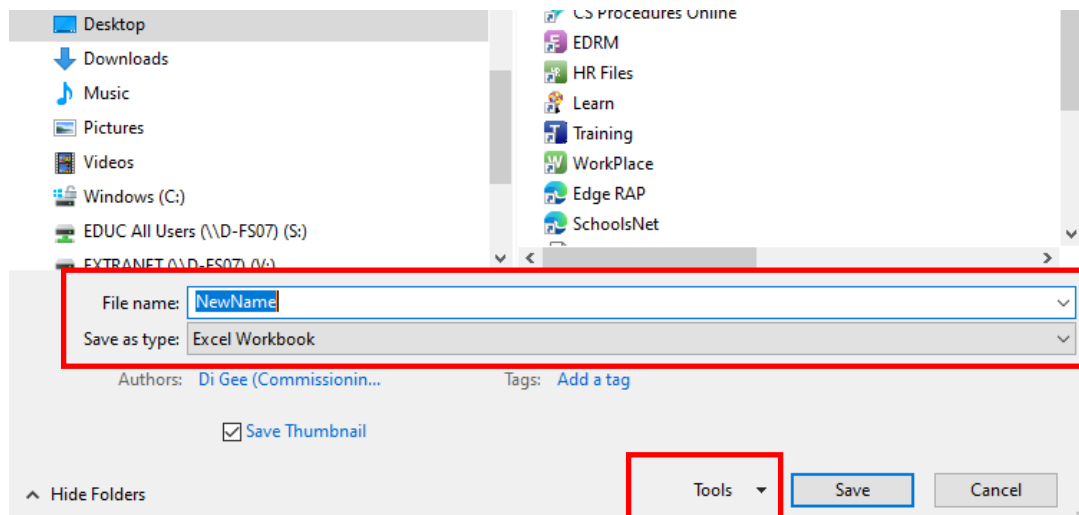 Desktop
Downloads
Music
Pictures
Videos
Windows (C:)
EDUC All Users (\\D-FS07) (S:)
EXTRANET (\\D-FS07) (V:)
CS Procedures Online
EDRM
HR Files
Learn
Training
WorkPlace
Edge RAP
SchoolsNet
File name: NewName
Save as type: Excel Workbook
Authors: Di Gee (Commissionin... Tags: Add a tag
Save Thumbnail
Hide Folders Tools Save Cancel